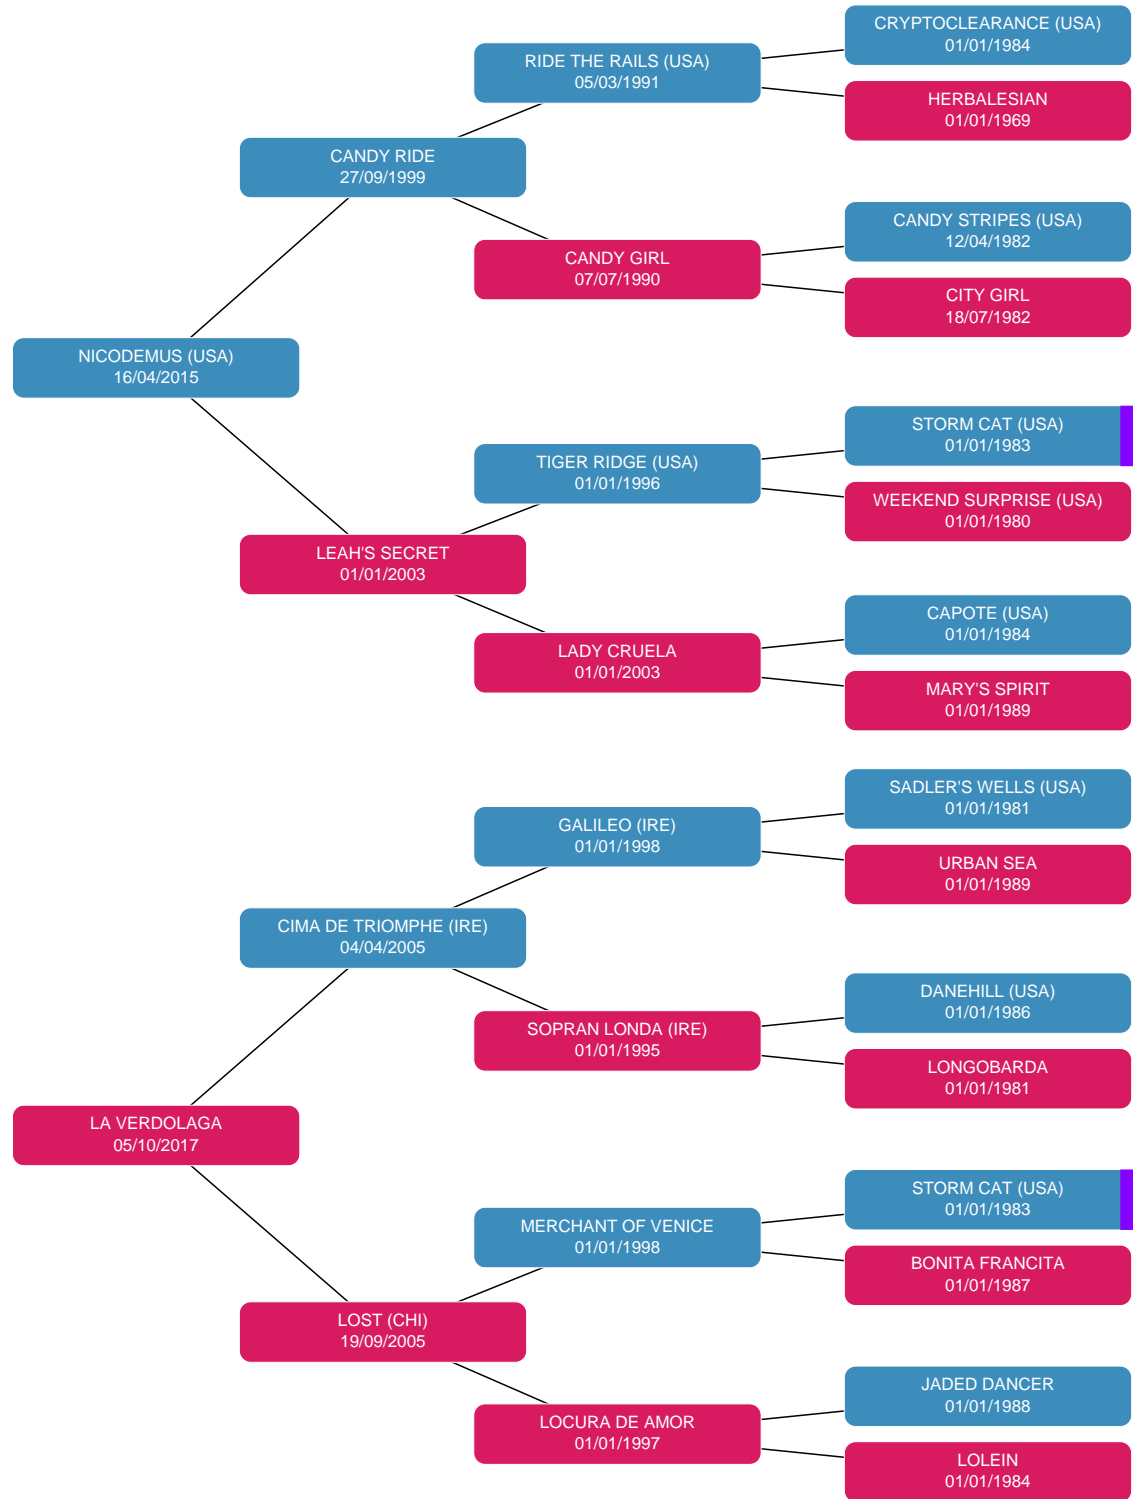 CRYPTOCLEARANCE (USA)
01/01/1984
RIDE THE RAILS (USA)
05/03/1991
HERBALESIAN
01/01/1969
CANDY RIDE
27/09/1999
CANDY STRIPES (USA)
12/04/1982
CANDY GIRL
07/07/1990
CITY GIRL
18/07/1982
NICODEMUS (USA)
16/04/2015
STORM CAT (USA)
01/01/1983
TIGER RIDGE (USA)
01/01/1996
WEEKEND SURPRISE (USA)
01/01/1980
LEAH'S SECRET
01/01/2003
CAPOTE (USA)
01/01/1984
LADY CRUELA
01/01/2003
MARY'S SPIRIT
01/01/1989
SADLER'S WELLS (USA)
01/01/1981
GALILEO (IRE)
01/01/1998
URBAN SEA
01/01/1989
CIMA DE TRIOMPHE (IRE)
04/04/2005
DANEHILL (USA)
01/01/1986
SOPRAN LONDA (IRE)
01/01/1995
LONGOBARDA
01/01/1981
LA VERDOLAGA
05/10/2017
STORM CAT (USA)
01/01/1983
MERCHANT OF VENICE
01/01/1998
BONITA FRANCITA
01/01/1987
LOST (CHI)
19/09/2005
JADED DANCER
01/01/1988
LOCURA DE AMOR
01/01/1997
LOLEIN
01/01/1984